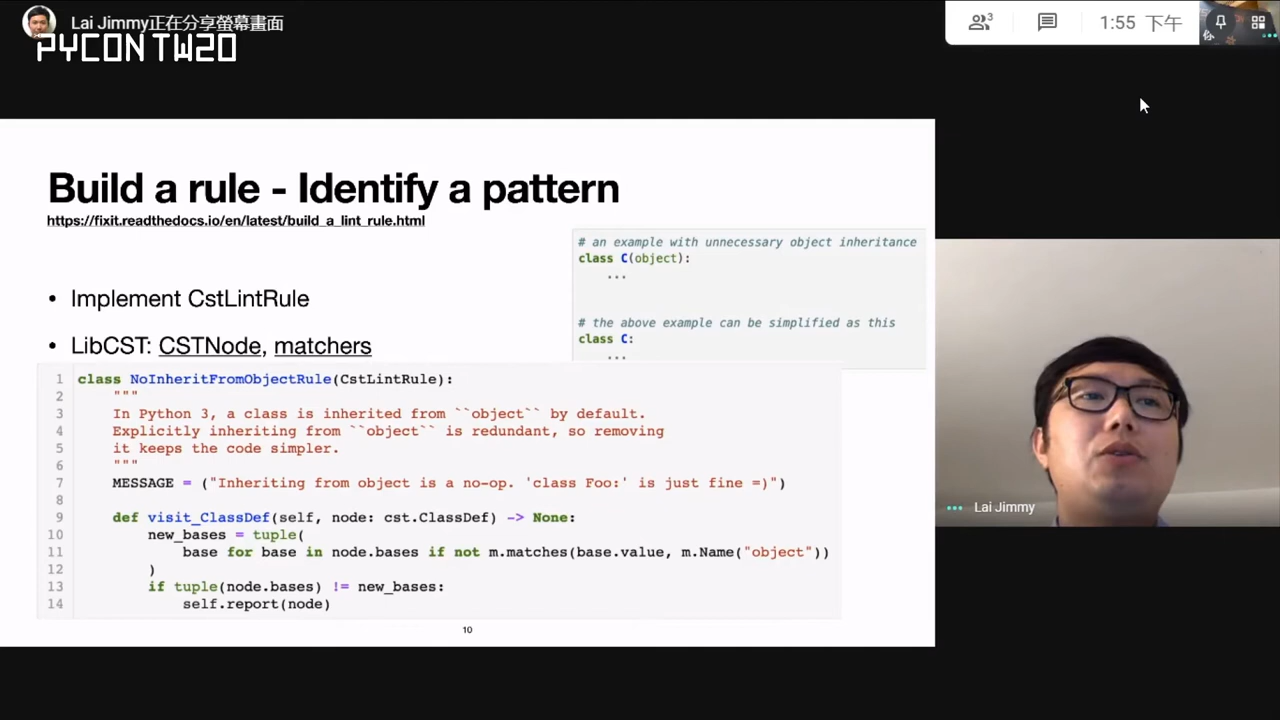 Lai Jimmy正在分享螢幕畫面
PYCON TW20
3
1:55 下午
你
Build a rule - Identify a pattern
https://fixit.readthedocs.io/en/latest/build_a_lint_rule.html
# an example with unnecessary object inheritance
class C(object):
...
# the above example can be simplified as this
class C:
...
• Implement CstLintRule
• LibCST: CSTNode, matchers
1 class NoInheritFromObjectRule(CstLintRule):
2 """
3 In Python 3, a class is inherited from ``object`` by default.
4 Explicitly inheriting from ``object`` is redundant, so removing
5 it keeps the code simpler.
6 """
7 MESSAGE = ("Inheriting from object is a no-op. 'class Foo:' is just fine =)")
8
9 def visit_ClassDef(self, node: cst.ClassDef) -> None:
10 new_bases = tuple(
11 base for base in node.bases if not m.matches(base.value, m.Name("object"))
12 )
13 if tuple(node.bases) != new_bases:
14 self.report(node)
10
Lai Jimmy